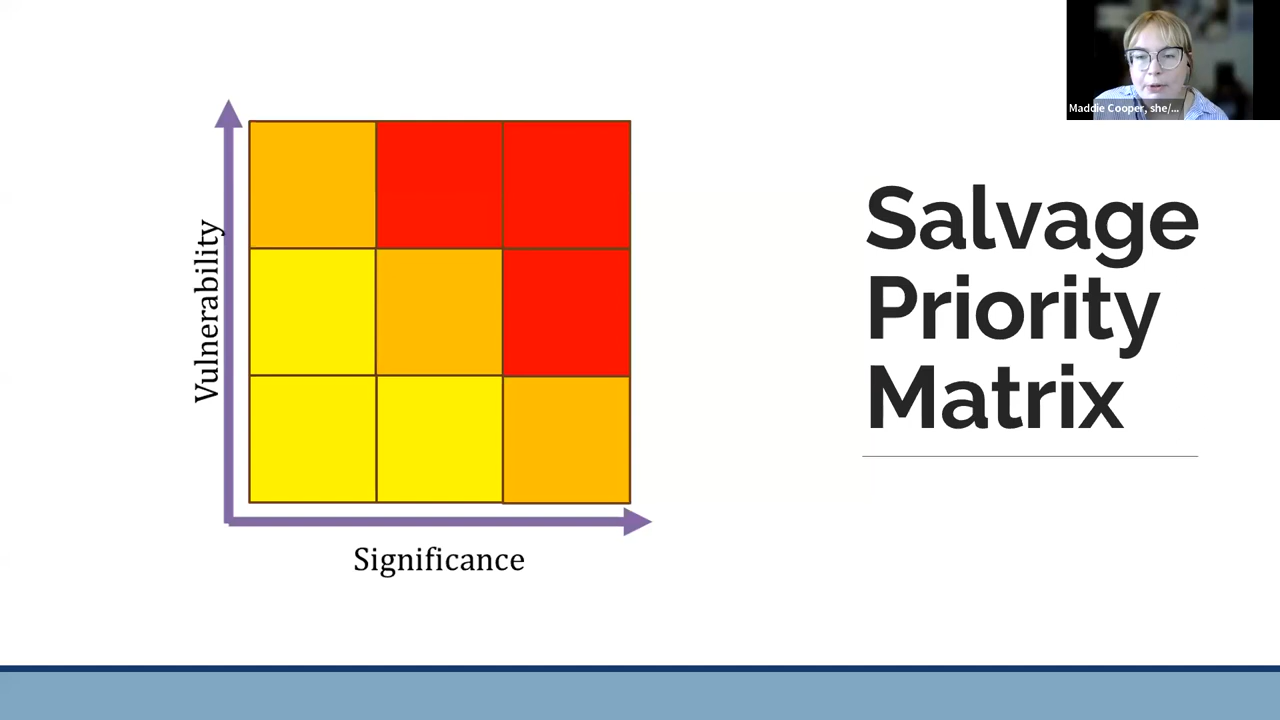 Maddie Cooper, she/...
Salvage
Priority
Matrix
Vulnerability
Significance